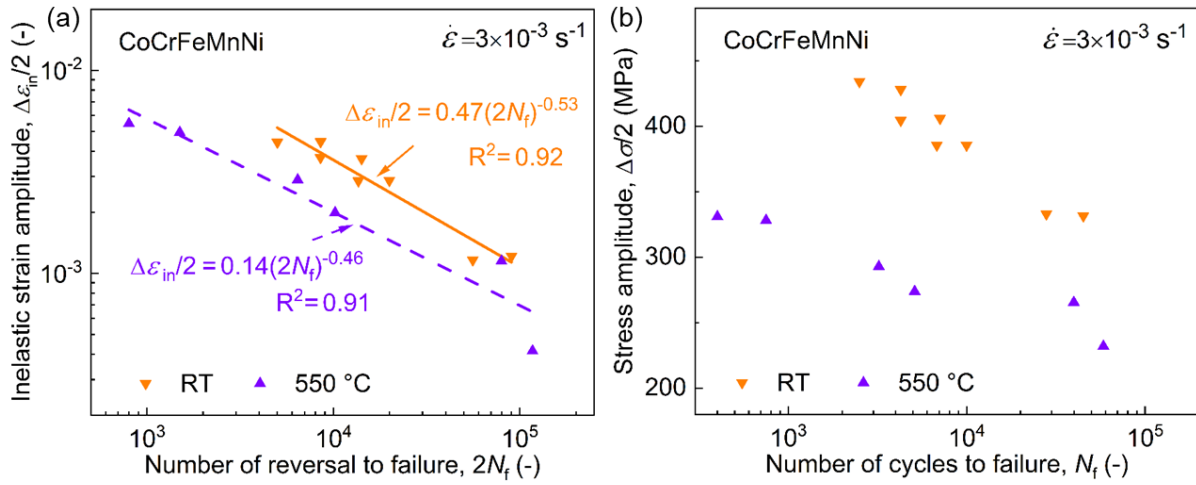 (a)
CoCrFeMnNi
ε̇ =3×10⁻³ s⁻¹
Inelastic strain amplitude, Δε_in/2 (-)
10⁻²
10⁻³
Δε_in/2 = 0.47(2N_f)⁻⁰·⁵³
R²= 0.92
Δε_in/2 = 0.14(2N_f)⁻⁰·⁴⁶
R²= 0.91
RT
550 °C
10³
10⁴
10⁵
Number of reversal to failure, 2N_f (-)
(b)
CoCrFeMnNi
ε̇ =3×10⁻³ s⁻¹
Stress amplitude, Δσ/2 (MPa)
400
300
200
RT
550 °C
10³
10⁴
10⁵
Number of cycles to failure, N_f (-)